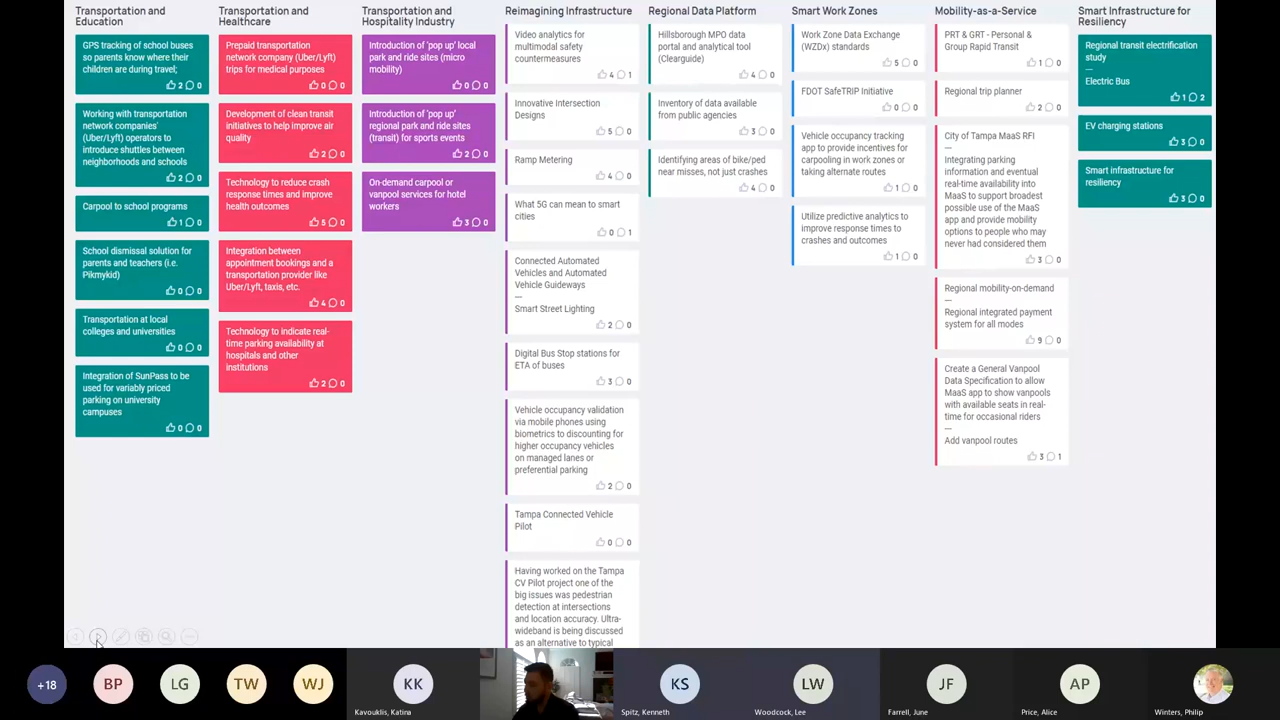 Transportation and
Education
GPS tracking of school buses
so parents know where their
children are during travel;
2 0
Working with transportation
network companies'
(Uber/Lyft) operators to
introduce shuttles between
neighborhoods and schools
2 0
Carpool to school programs
1 0
School dismissal solution for
parents and teachers (i.e.
Pikmykid)
0 0
Transportation at local
colleges and universities
0 0
Integration of SunPass to be
used for variably priced
parking on university
campuses
0 0
Transportation and
Healthcare
Prepaid transportation
network company (Uber/Lyft)
trips for medical purposes
0 0
Development of clean transit
initiatives to help improve air
quality
2 0
Technology to reduce crash
response times and improve
health outcomes
5 0
Integration between
appointment bookings and a
transportation provider like
Uber/Lyft, taxis, etc.
4 0
Technology to indicate real-
time parking availability at
hospitals and other
institutions
2 0
Transportation and
Hospitality Industry
Introduction of 'pop up' local
park and ride sites (micro
mobility)
0 0
Introduction of 'pop up'
regional park and ride sites
(transit) for sports events
2 0
On-demand carpool or
vanpool services for hotel
workers
3 0
Reimagining Infrastructure
Video analytics for
multimodal safety
countermeasures
4 1
Innovative Intersection
Designs
5 0
Ramp Metering
4 0
What 5G can mean to smart
cities
0 1
Connected Automated
Vehicles and Automated
Vehicle Guideways
—
Smart Street Lighting
2 0
Digital Bus Stop stations for
ETA of buses
3 0
Vehicle occupancy validation
via mobile phones using
biometrics to discounting for
higher occupancy vehicles
on managed lanes or
preferential parking
2 0
Tampa Connected Vehicle
Pilot
0 0
Having worked on the Tampa
CV Pilot project one of the
big issues was pedestrian
detection at intersections
and location accuracy. Ultra-
wideband is being discussed
as an alternative to typical
Regional Data Platform
Hillsborough MPO data
portal and analytical tool
(Clearguide)
4 0
Inventory of data available
from public agencies
3 0
Identifying areas of bike/ped
near misses, not just crashes
4 0
Smart Work Zones
Work Zone Data Exchange
(WZDx) standards
5 0
FDOT SafeTRIP Initiative
0 0
Vehicle occupancy tracking
app to provide incentives for
carpooling in work zones or
taking alternate routes
1 0
Utilize predictive analytics to
improve response times to
crashes and outcomes
1 0
Mobility-as-a-Service
PRT & GRT - Personal &
Group Rapid Transit
1 0
Regional trip planner
2 0
City of Tampa MaaS RFI
—
Integrating parking
information and eventual
real-time availability into
MaaS to support broadest
possible use of the MaaS
app and provide mobility
options to people who may
never had considered them
3 0
Regional mobility-on-demand
—
Regional integrated payment
system for all modes
9 0
Create a General Vanpool
Data Specification to allow
MaaS app to show vanpools
with available seats in real-
time for occasional riders
—
Add vanpool routes
3 1
Smart Infrastructure for
Resiliency
Regional transit electrification
study
—
Electric Bus
1 2
EV charging stations
3 0
Smart infrastructure for
resiliency
3 0
+18
BP
LG
TW
WJ
KK
Kavouklis, Katina
KS
Spitz, Kenneth
LW
Woodcock, Lee
JF
Farrell, June
AP
Price, Alice
Winters, Philip